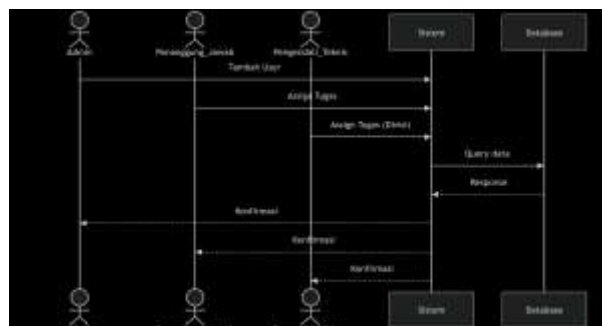 Admin
Penanggung_Jawab
Pengendali_Teknis
Sistem
Database
Tambah User
Assign Tugas
Assign Tugas (Dinas)
Query data
Response
Konfirmasi
Konfirmasi
Konfirmasi
Sistem
Database